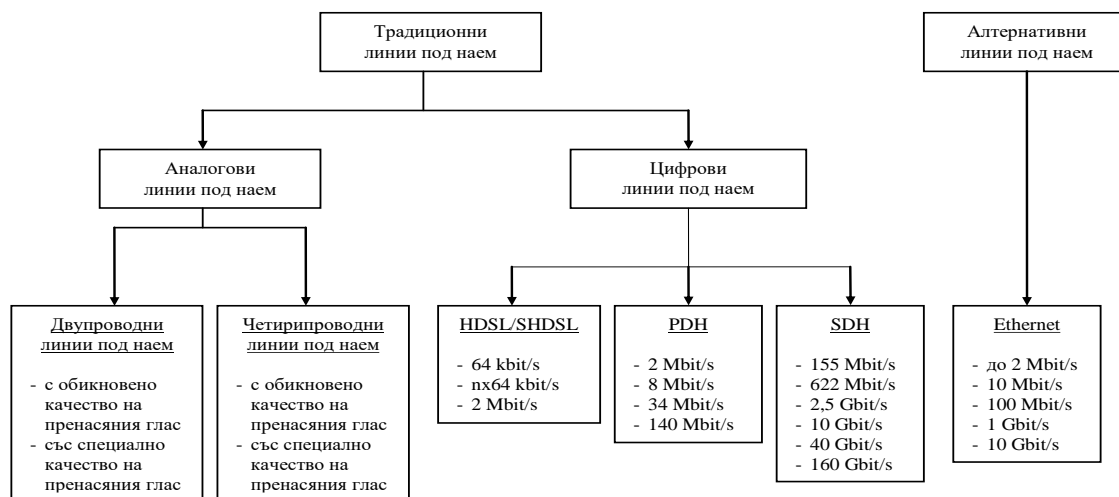 Традиционни
линии под наем
Алтернативни
линии под наем
Аналогови
линии под наем
Цифрови
линии под наем
Двупроводни
линии под наем
- с обикновено
качество на
пренасяния глас
- със специално
качество на
пренасяния глас
Четирипроводни
линии под наем
- с обикновено
качество на
пренасяния глас
- със специално
качество на
пренасяния глас
HDSL/SHDSL
- 64 kbit/s
- nx64 kbit/s
- 2 Mbit/s
PDH
- 2 Mbit/s
- 8 Mbit/s
- 34 Mbit/s
- 140 Mbit/s
SDH
- 155 Mbit/s
- 622 Mbit/s
- 2,5 Gbit/s
- 10 Gbit/s
- 40 Gbit/s
- 160 Gbit/s
Ethernet
- до 2 Mbit/s
- 10 Mbit/s
- 100 Mbit/s
- 1 Gbit/s
- 10 Gbit/s